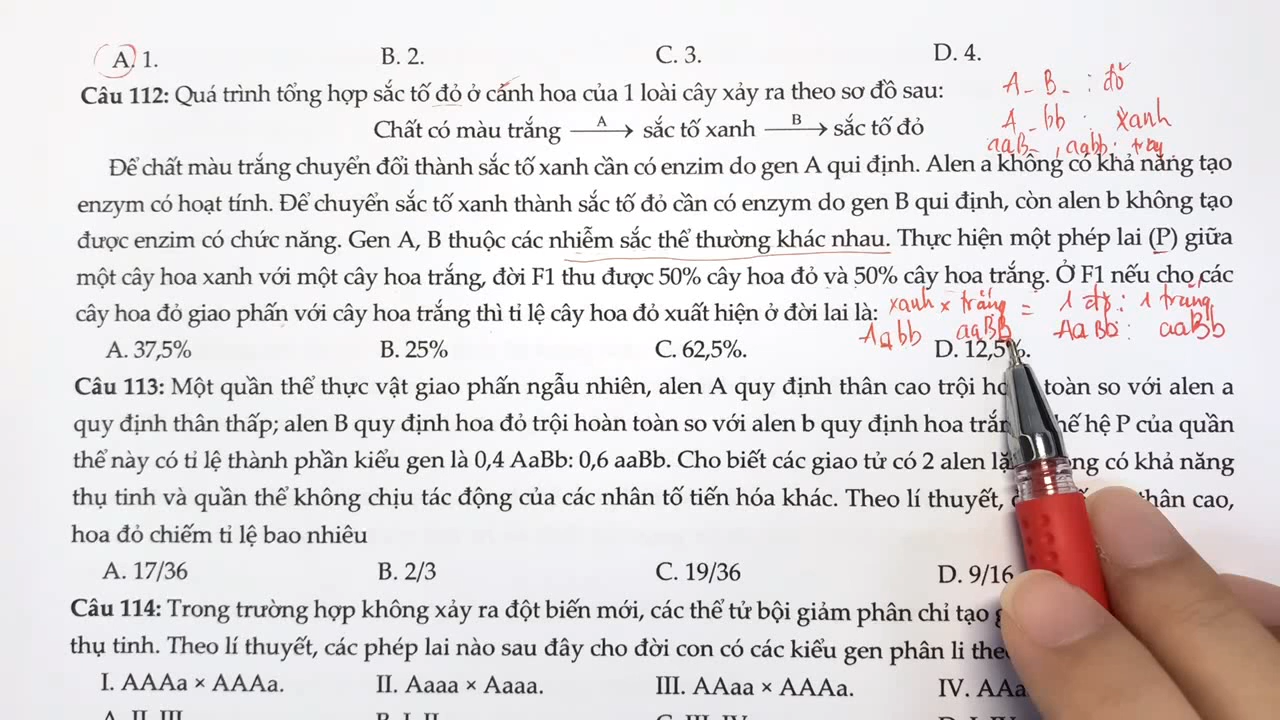 A. 1. B. 2. C. 3. D. 4.
Câu 112: Quá trình tổng hợp sắc tố đỏ ở cánh hoa của 1 loài cây xảy ra theo sơ đồ sau:
A_ B_ : đỏ
Chất có màu trắng —A→ sắc tố xanh —B→ sắc tố đỏ
A_ bb : xanh
aaB_, aabb:
Để chất màu trắng chuyển đổi thành sắc tố xanh cần có enzim do gen A qui định. Alen a không có khả năng tạo
enzym có hoạt tính. Để chuyển sắc tố xanh thành sắc tố đỏ cần có enzym do gen B qui định, còn alen b không tạo
được enzim có chức năng. Gen A, B thuộc các nhiễm sắc thể thường khác nhau. Thực hiện một phép lai (P) giữa
một cây hoa xanh với một cây hoa trắng, đời F1 thu được 50% cây hoa đỏ và 50% cây hoa trắng. Ở F1 nếu cho các
cây hoa đỏ giao phấn với cây hoa trắng thì tỉ lệ cây hoa đỏ xuất hiện ở đời lai là:
xanh x trắng = 1 đỏ : 1 trắng
Aabb aaBB AaBb : aaBb
A. 37,5% B. 25% C. 62,5%. D. 12,5%.
Câu 113: Một quần thể thực vật giao phấn ngẫu nhiên, alen A quy định thân cao trội toàn so với alen a
quy định thân thấp; alen B quy định hoa đỏ trội hoàn toàn so với alen b quy định hoa hệ P của quần
thể này có tỉ lệ thành phần kiểu gen là 0,4 AaBb: 0,6 aaBb. Cho biết các giao tử có 2 alen có khả năng
thụ tinh và quần thể không chịu tác động của các nhân tố tiến hóa khác. Theo lí thuyết, thân cao,
hoa đỏ chiếm tỉ lệ bao nhiêu
A. 17/36 B. 2/3 C. 19/36 D. 9/16
Câu 114: Trong trường hợp không xảy ra đột biến mới, các thể tứ bội giảm phân chỉ tạo
thụ tinh. Theo lí thuyết, các phép lai nào sau đây cho đời con có các kiểu gen phân li
I. AAAa × AAAa. II. Aaaa × Aaaa. III. AAaa × AAAa. IV.